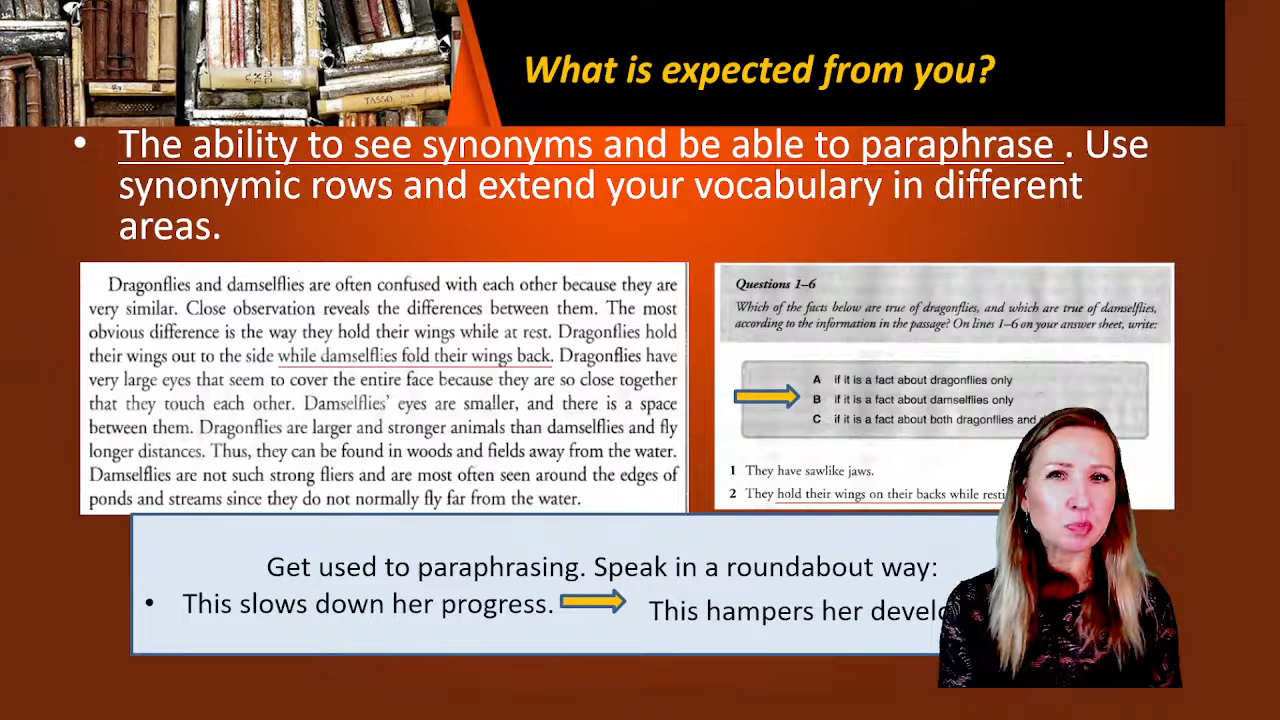 What is expected from you?
• The ability to see synonyms and be able to paraphrase . Use
synonymic rows and extend your vocabulary in different
areas.
Dragonflies and damselflies are often confused with each other because they are
very similar. Close observation reveals the differences between them. The most
obvious difference is the way they hold their wings while at rest. Dragonflies hold
their wings out to the side while damselflies fold their wings back. Dragonflies have
very large eyes that seem to cover the entire face because they are so close together
that they touch each other. Damselflies' eyes are smaller, and there is a space
between them. Dragonflies are larger and stronger animals than damselflies and fly
longer distances. Thus, they can be found in woods and fields away from the water.
Damselflies are not such strong fliers and are most often seen around the edges of
ponds and streams since they do not normally fly far from the water.
Questions 1–6
Which of the facts below are true of dragonflies, and which are true of damselflies,
according to the information in the passage? On lines 1–6 on your answer sheet, write:
A if it is a fact about dragonflies only
B if it is a fact about damselflies only
C if it is a fact about both dragonflies and
1 They have sawlike jaws.
2 They hold their wings on their backs while resti
Get used to paraphrasing. Speak in a roundabout way:
• This slows down her progress.
This hampers her develo
TASSO